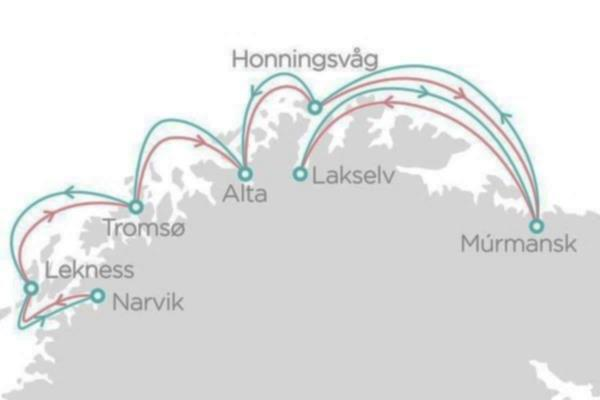 Honningsvåg
Alta
Lakselv
Tromsø
Múrmansk
Lekness
Narvik